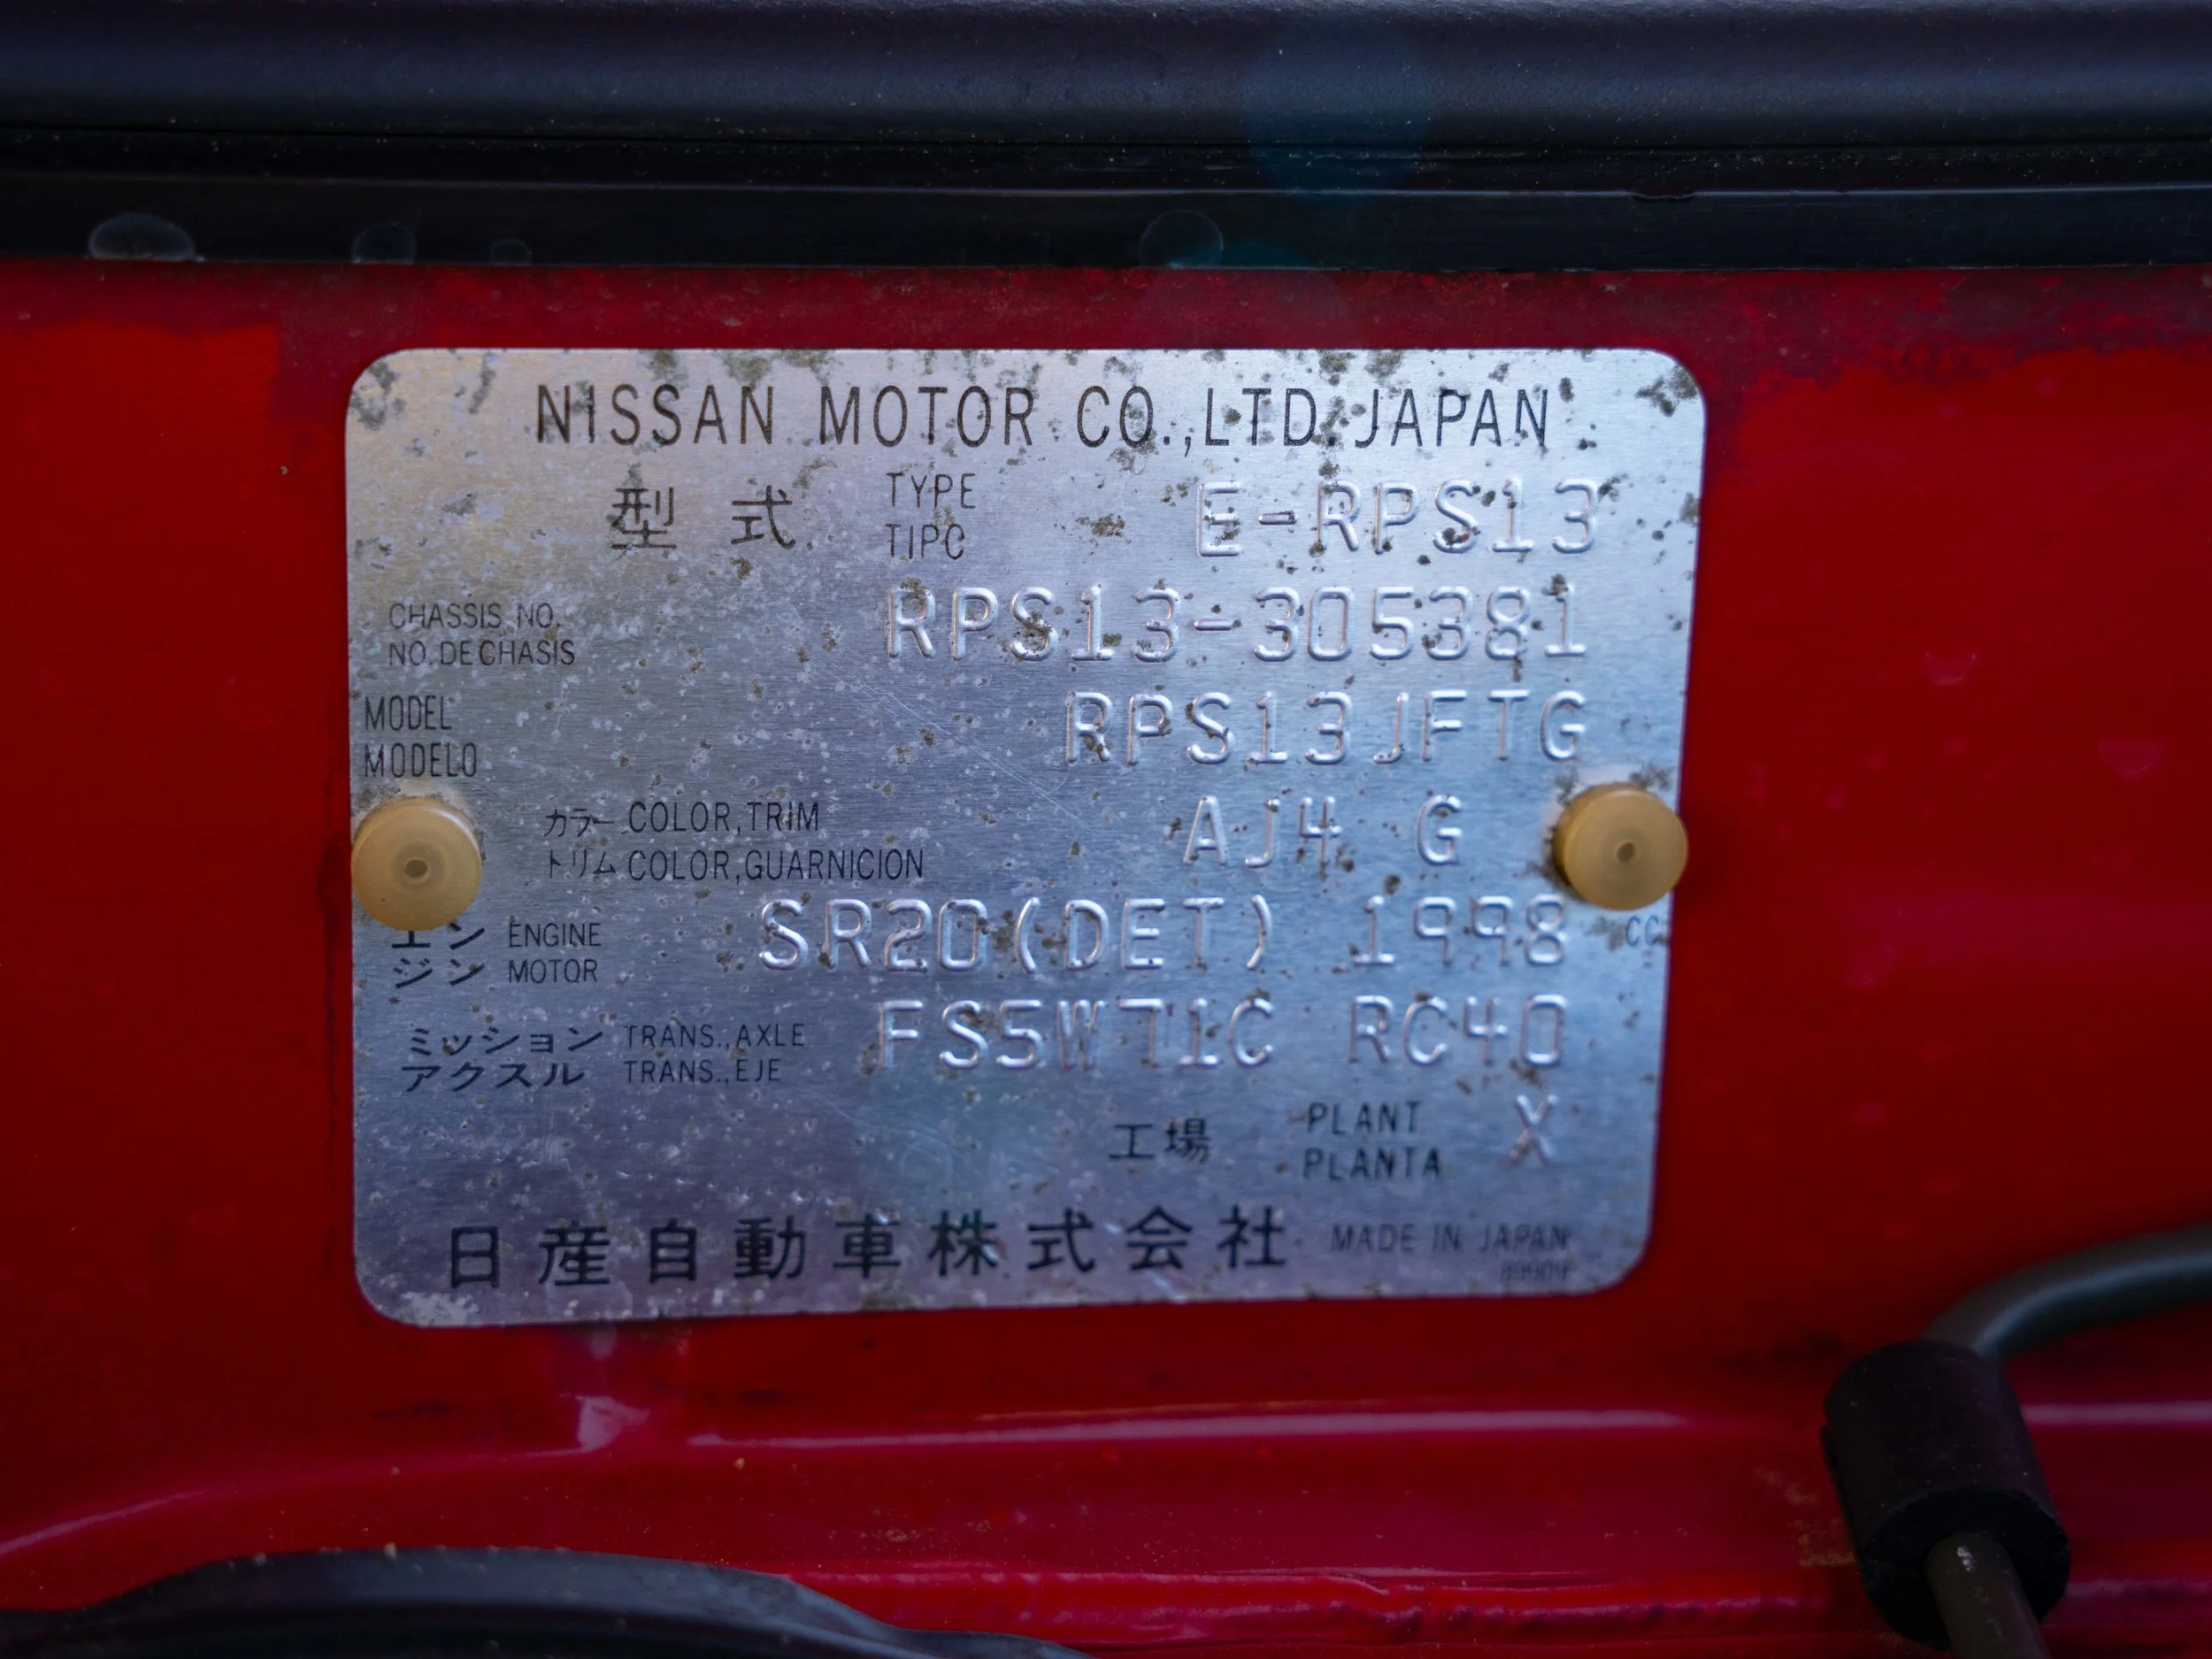 NISSAN MOTOR CO.,LTD.JAPAN
型式 TYPE E-RPS13
TIPO
CHASSIS NO. RPS13-305381
NO.DE CHASIS
MODEL RPS13JFTG
MODELO
カラー COLOR,TRIM AJ4 G
トリム COLOR,GUARNICION
エン ENGINE SR20(DET) 1998 CC
ジン MOTOR
ミッション TRANS.,AXLE FS5W71C RC40
アクスル TRANS.,EJE
工場 PLANT X
PLANTA
日産自動車株式会社 MADE IN JAPAN